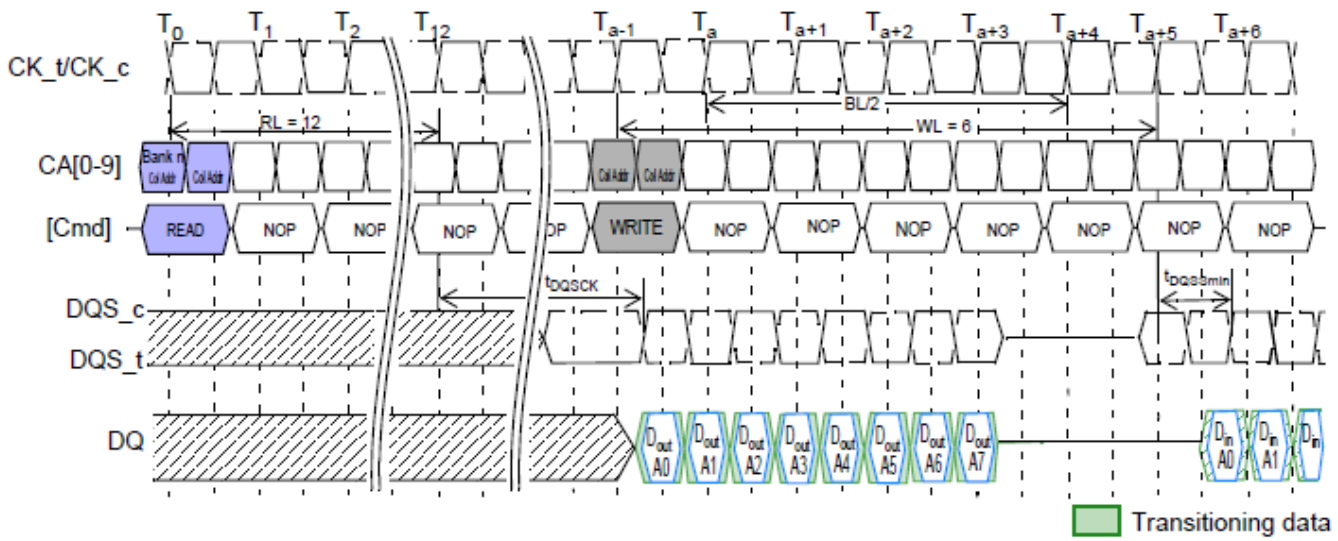 T0 T1 T2 T12 Ta-1 Ta Ta+1 Ta+2 Ta+3 Ta+4 Ta+5 Ta+6
CK_t/CK_c
BL/2
RL = 12 WL = 6
CA[0-9] Bank n
Col Addr Col Addr Col Addr Col Addr
[Cmd] READ NOP NOP NOP NOP WRITE NOP NOP NOP NOP NOP NOP NOP
tDQSCK tDQSSmin
DQS_c
DQS_t
DQ Dout Dout Dout Dout Dout Dout Dout Dout Din Din Din
A0 A1 A2 A3 A4 A5 A6 A7 A0 A1
Transitioning data